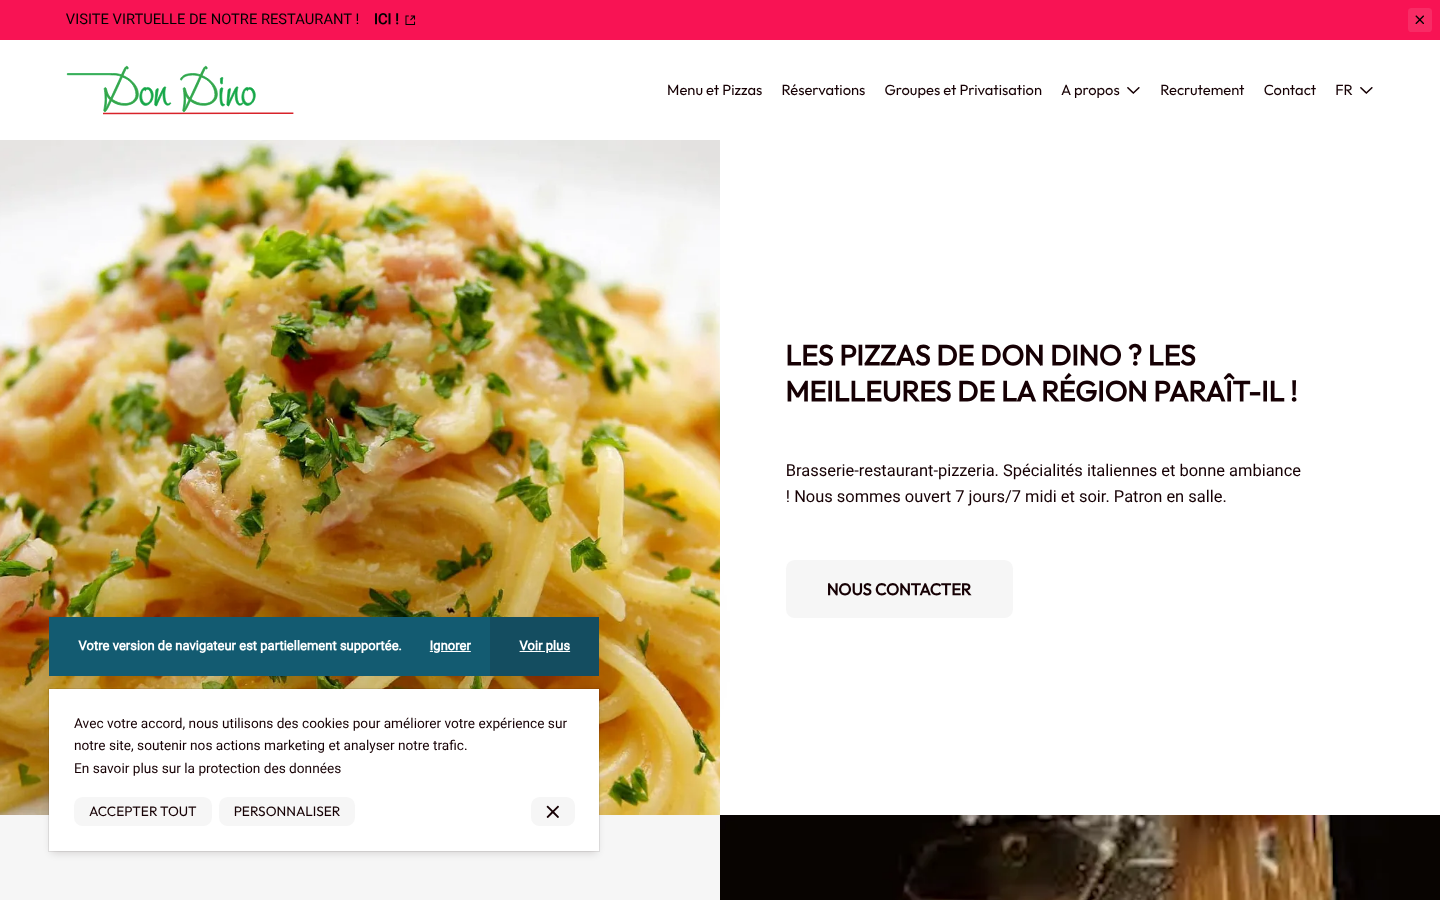 VISITE VIRTUELLE DE NOTRE RESTAURANT ! ICI !
Don Dino
Menu et Pizzas Réservations Groupes et Privatisation A propos Recrutement Contact FR
LES PIZZAS DE DON DINO ? LES
MEILLEURES DE LA RÉGION PARAÎT-IL !
Brasserie-restaurant-pizzeria. Spécialités italiennes et bonne ambiance
! Nous sommes ouvert 7 jours/7 midi et soir. Patron en salle.
NOUS CONTACTER
Votre version de navigateur est partiellement supportée. Ignorer Voir plus
Avec votre accord, nous utilisons des cookies pour améliorer votre expérience sur
notre site, soutenir nos actions marketing et analyser notre trafic.
En savoir plus sur la protection des données
ACCEPTER TOUT PERSONNALISER